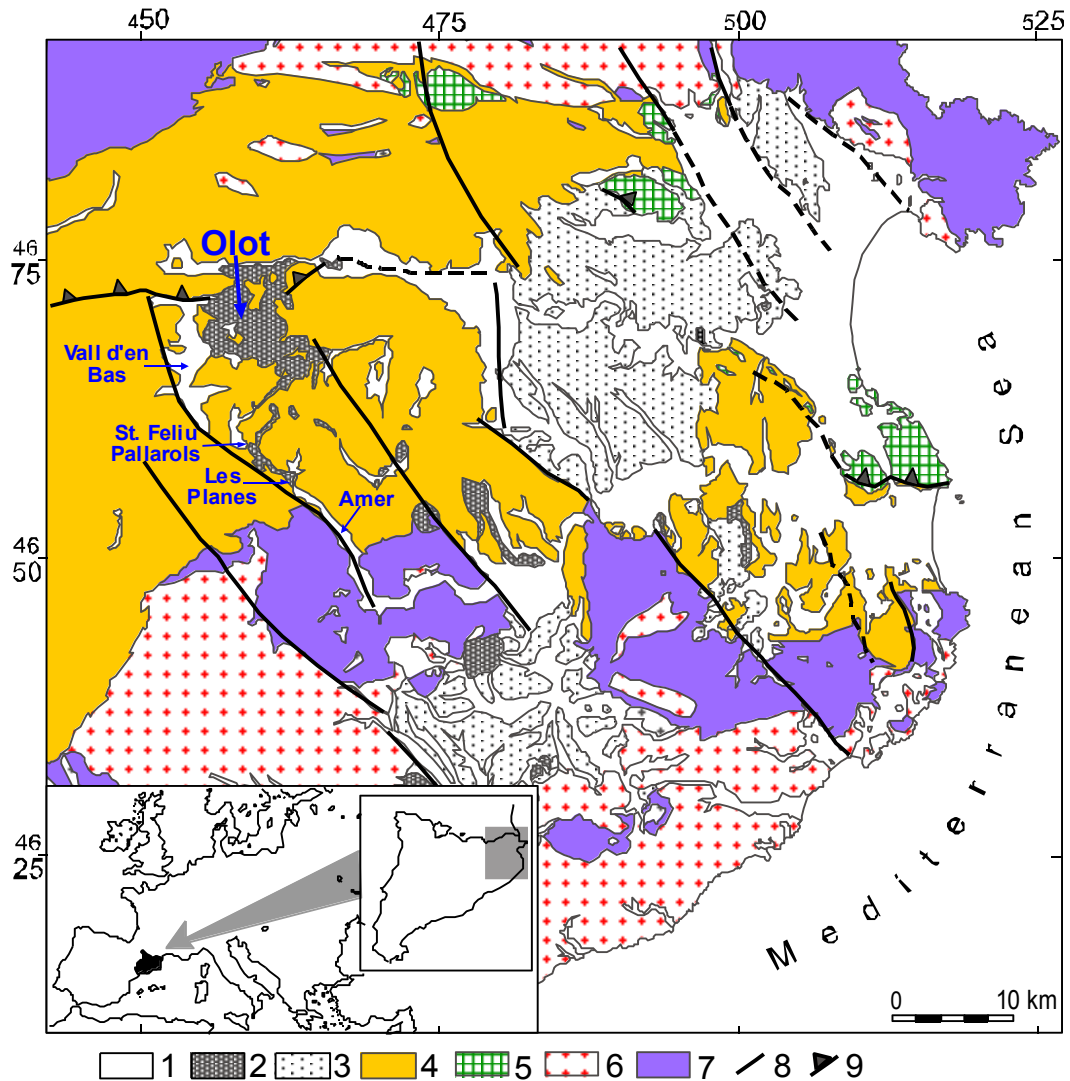 450 475 500 525
46
75
Olot
Vall d'en
Bas
St. Feliu
Pallarols
Les
Planes
Amer
46
50
46
25
Mediterranean Sea
0 10 km
1 2 3 4 5 6 7 8 9